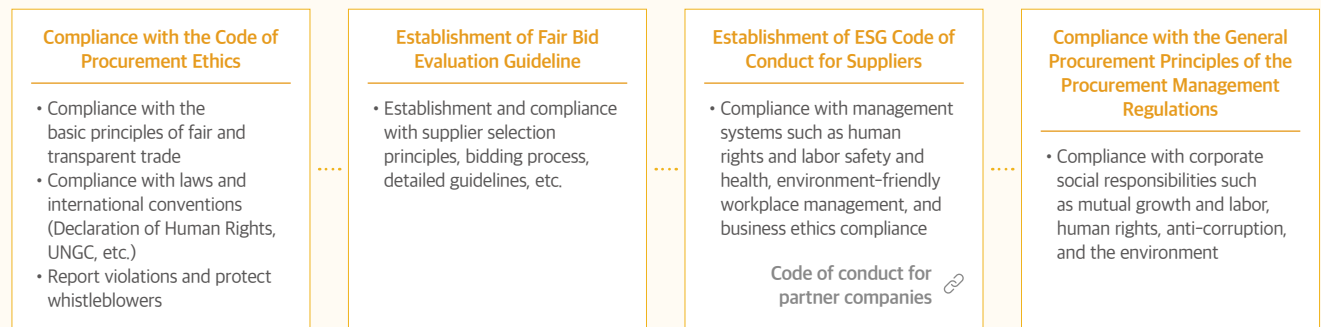 Compliance with the Code of
Procurement Ethics
• Compliance with the
basic principles of fair and
transparent trade
• Compliance with laws and
international conventions
(Declaration of Human Rights,
UNGC, etc.)
• Report violations and protect
whistleblowers
Establishment of Fair Bid
Evaluation Guideline
• Establishment and compliance
with supplier selection
principles, bidding process,
detailed guidelines, etc.
Establishment of ESG Code of
Conduct for Suppliers
• Compliance with management
systems such as human
rights and labor safety and
health, environment-friendly
workplace management, and
business ethics compliance
Code of conduct for
partner companies
Compliance with the General
Procurement Principles of the
Procurement Management
Regulations
• Compliance with corporate
social responsibilities such
as mutual growth and labor,
human rights, anti-corruption,
and the environment